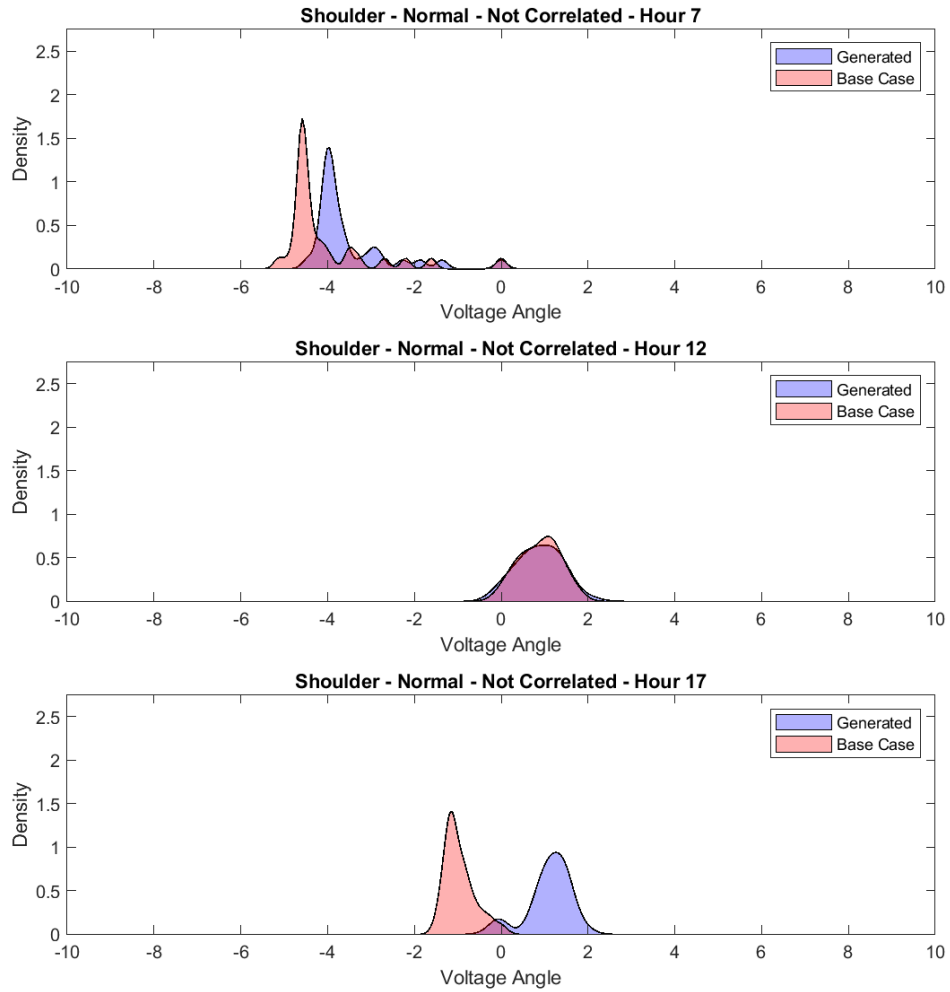 Shoulder - Normal - Not Correlated - Hour 7
2.5
2
1.5
1
0.5
0
Density
Generated
Base Case
-10 -8 -6 -4 -2 0 2 4 6 8 10
Voltage Angle
Shoulder - Normal - Not Correlated - Hour 12
2.5
2
1.5
1
0.5
0
Density
Generated
Base Case
-10 -8 -6 -4 -2 0 2 4 6 8 10
Voltage Angle
Shoulder - Normal - Not Correlated - Hour 17
2.5
2
1.5
1
0.5
0
Density
Generated
Base Case
-10 -8 -6 -4 -2 0 2 4 6 8 10
Voltage Angle